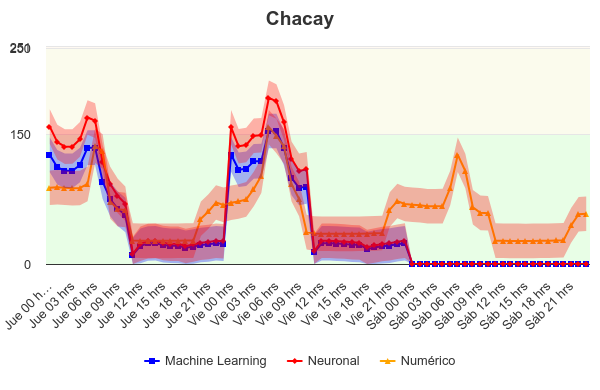 Chacay
250
150
0
Jue 00 h...
Jue 03 hrs
Jue 06 hrs
Jue 09 hrs
Jue 12 hrs
Jue 15 hrs
Jue 18 hrs
Jue 21 hrs
Vie 00 hrs
Vie 03 hrs
Vie 06 hrs
Vie 09 hrs
Vie 12 hrs
Vie 15 hrs
Vie 18 hrs
Vie 21 hrs
Sáb 00 hrs
Sáb 03 hrs
Sáb 06 hrs
Sáb 09 hrs
Sáb 12 hrs
Sáb 15 hrs
Sáb 18 hrs
Sáb 21 hrs
Machine Learning Neuronal Numérico